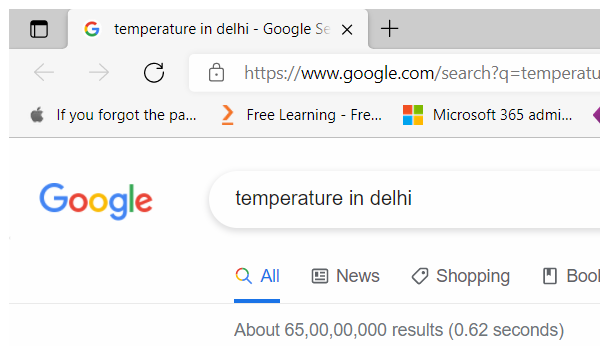 temperature in delhi - Google Se
https://www.google.com/search?q=temperatu
If you forgot the pa... Free Learning - Fre... Microsoft 365 admi...
Google temperature in delhi
All News Shopping Bool
About 65,00,00,000 results (0.62 seconds)